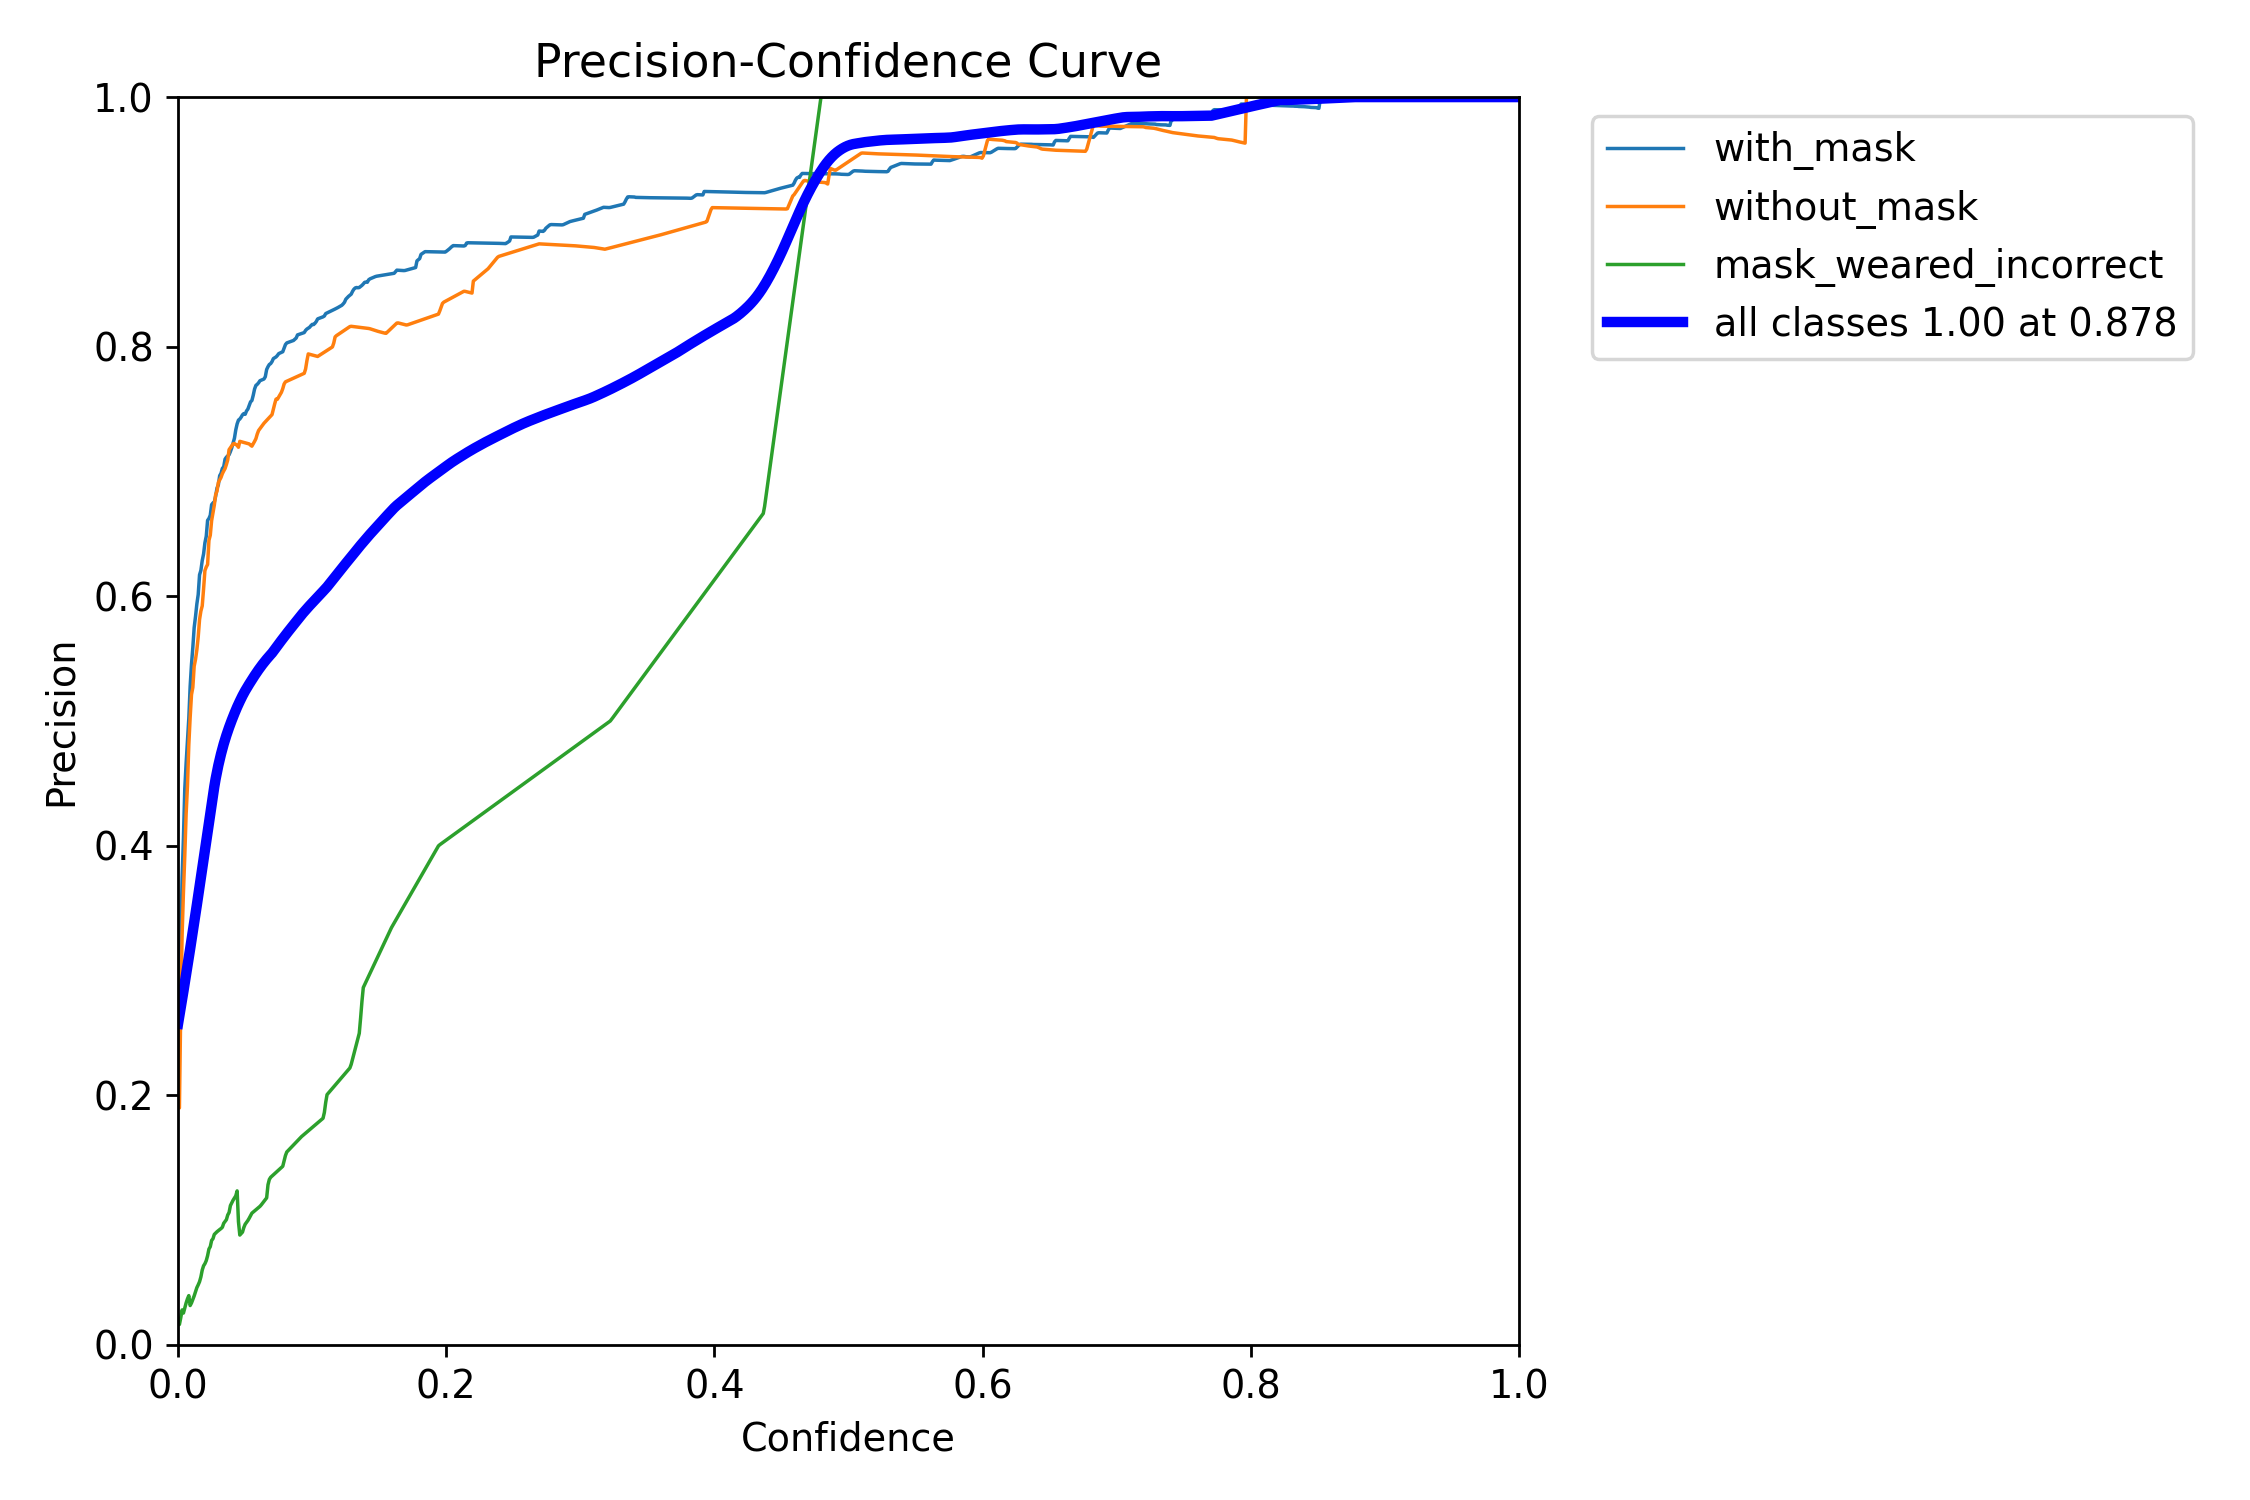 Precision-Confidence Curve
1.0
0.8
0.6
0.4
0.2
0.0
Precision
0.0 0.2 0.4 0.6 0.8 1.0
Confidence
with_mask
without_mask
mask_weared_incorrect
all classes 1.00 at 0.878